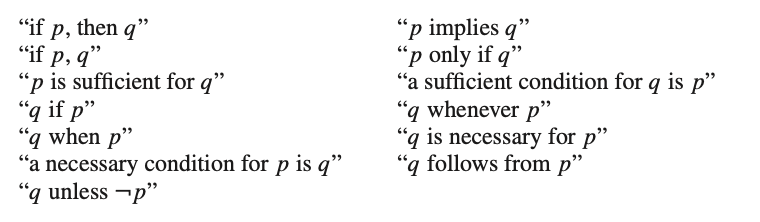 “if p, then q”
“if p, q”
“p is sufficient for q”
“q if p”
“q when p”
“a necessary condition for p is q”
“q unless ¬p”
“p implies q”
“p only if q”
“a sufficient condition for q is p”
“q whenever p”
“q is necessary for p”
“q follows from p”